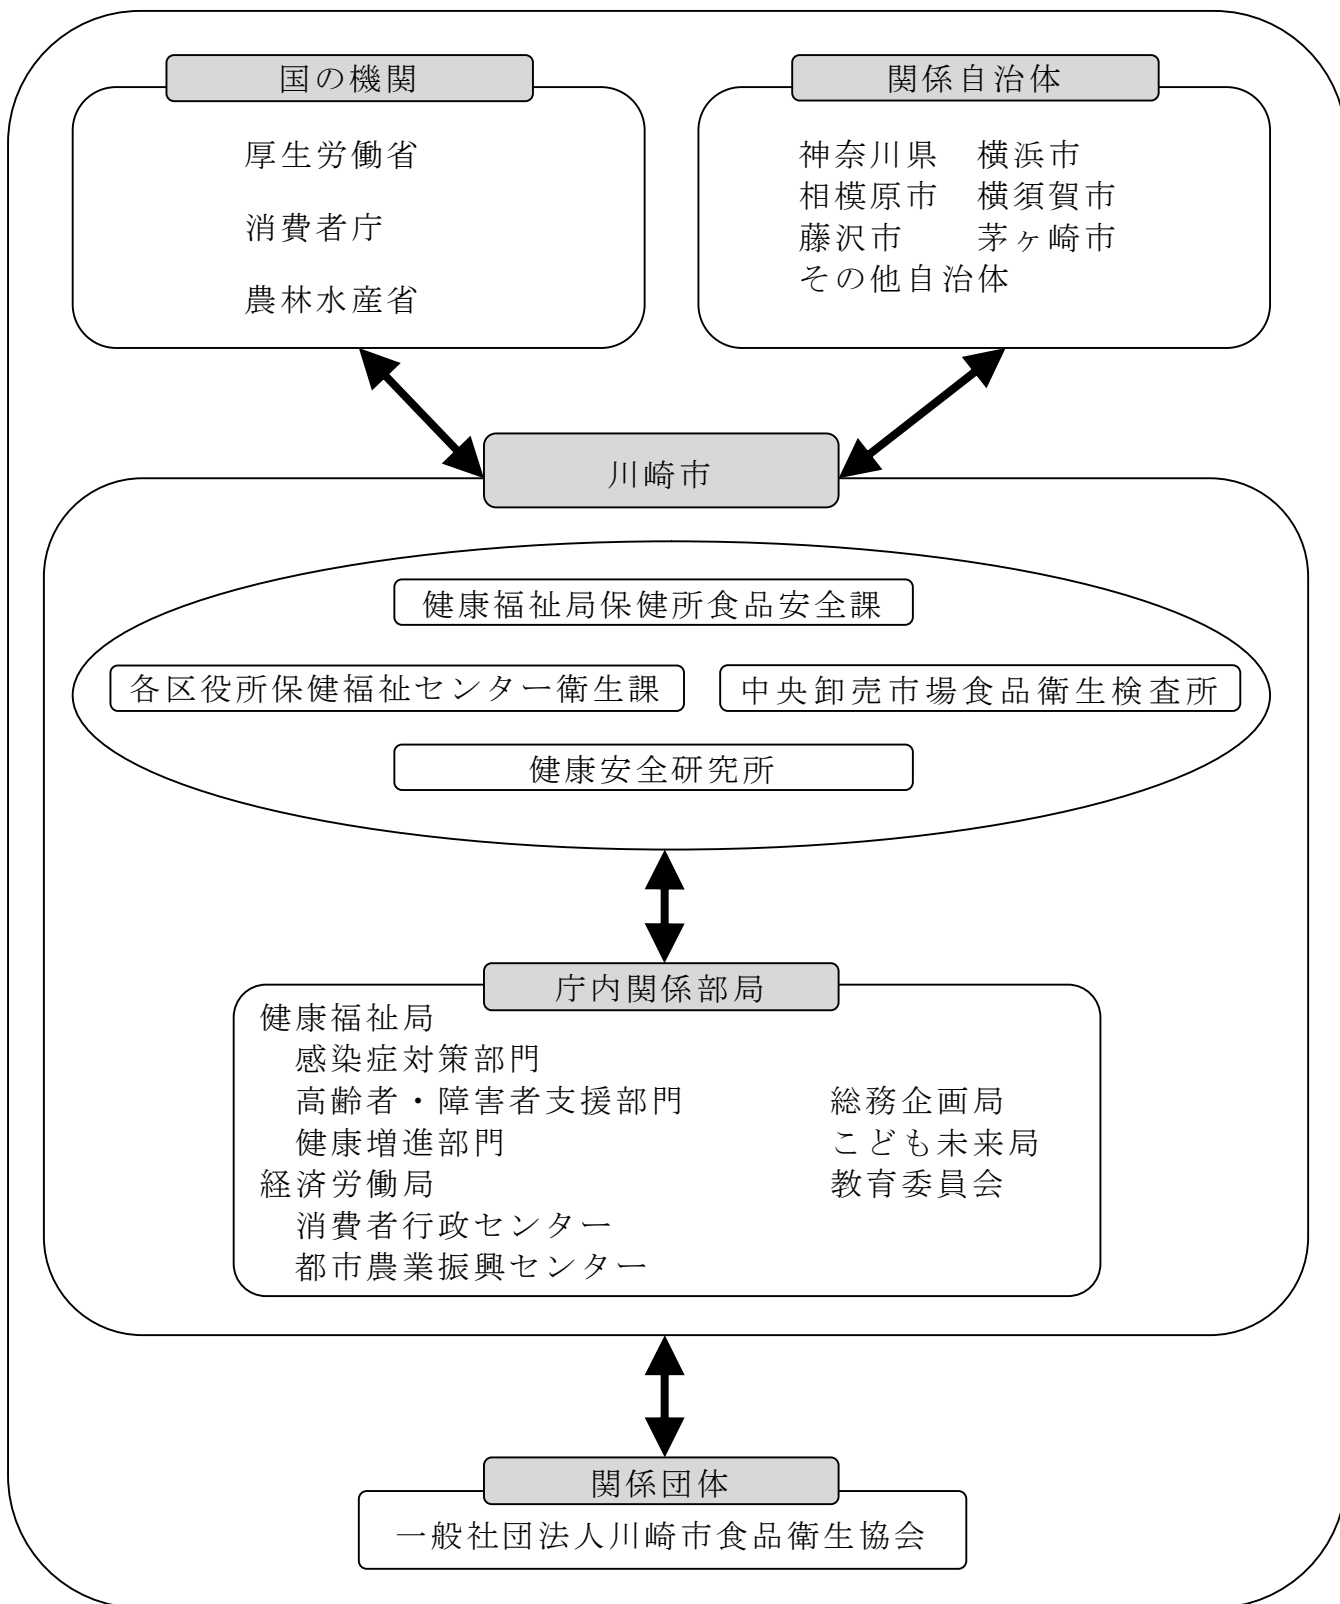 国の機関
厚生労働省
消費者庁
農林水産省
関係自治体
神奈川県　横浜市
相模原市　横須賀市
藤沢市　　茅ヶ崎市
その他自治体
川崎市
健康福祉局保健所食品安全課
各区役所保健福祉センター衛生課
中央卸売市場食品衛生検査所
健康安全研究所
庁内関係部局
健康福祉局
感染症対策部門
高齢者・障害者支援部門
健康増進部門
経済労働局
消費者行政センター
都市農業振興センター
総務企画局
こども未来局
教育委員会
関係団体
一般社団法人川崎市食品衛生協会